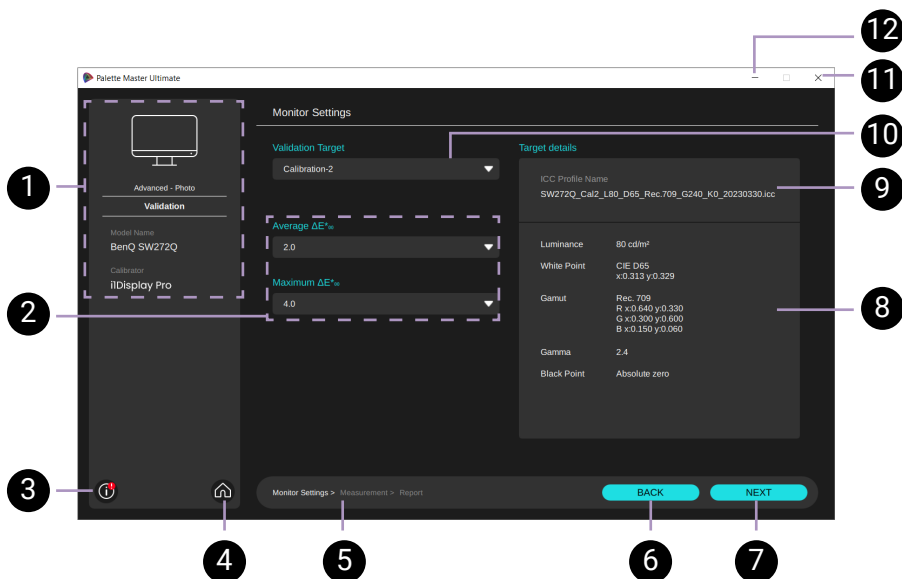 12
Palette Master Ultimate
11
Monitor Settings
10
Validation Target
Target details
Calibration-2
ICC Profile Name
9
1
SW272Q_Cal2_L80_D65_Rec.709_G240_K0_20230330.icc
Advanced - Photo
Validation
Average ΔE*₀₀
Model Name
BenQ SW272Q
2.0
Luminance 80 cd/m²
Calibrator
i1Display Pro
White Point CIE D65
x:0.313 y:0.329
Maximum ΔE*₀₀
4.0
2
Gamut Rec. 709
R x:0.640 y:0.330
G x:0.300 y:0.600
B x:0.150 y:0.060
8
Gamma 2.4
Black Point Absolute zero
3
Monitor Settings > Measurement > Report
BACK
NEXT
4
5
6
7